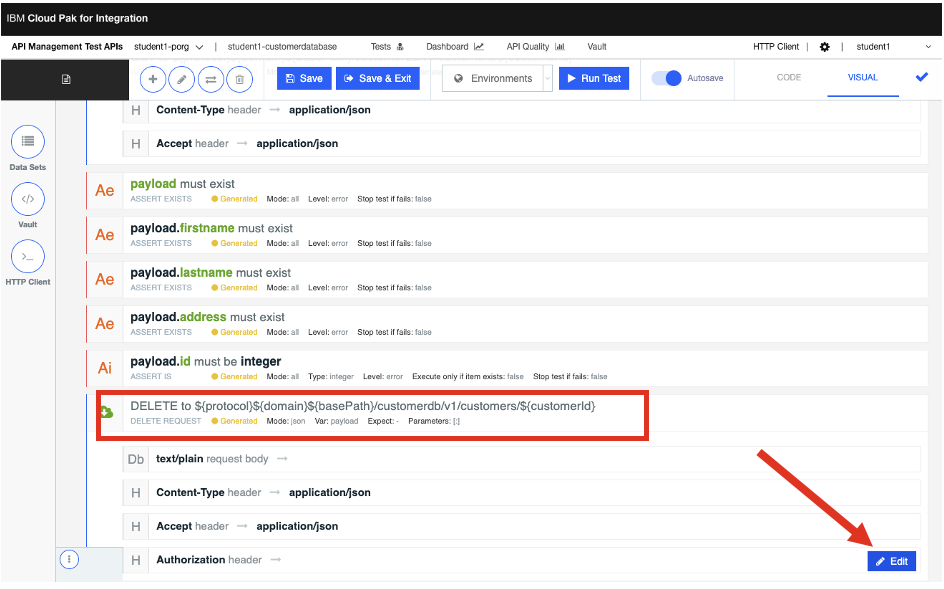 IBM Cloud Pak for Integration
API Management Test APIs student1-porg | student1-customerdatabase Tests Dashboard API Quality Vault HTTP Client | | student1
Save Save & Exit Environments Run Test Autosave CODE VISUAL
H Content-Type header → application/json
H Accept header → application/json
Data Sets
Vault
HTTP Client
Ae payload must exist
ASSERT EXISTS Generated Mode: all Level: error Stop test if fails: false
Ae payload.firstname must exist
ASSERT EXISTS Generated Mode: all Level: error Stop test if fails: false
Ae payload.lastname must exist
ASSERT EXISTS Generated Mode: all Level: error Stop test if fails: false
Ae payload.address must exist
ASSERT EXISTS Generated Mode: all Level: error Stop test if fails: false
Ai payload.id must be integer
ASSERT IS Generated Mode: all Type: integer Level: error Execute only if item exists: false Stop test if fails: false
DELETE to ${protocol}${domain}${basePath}/customerdb/v1/customers/${customerId}
DELETE REQUEST Generated Mode: json Var: payload Expect: - Parameters: [:]
Db text/plain request body →
H Content-Type header → application/json
H Accept header → application/json
H Authorization header → Edit